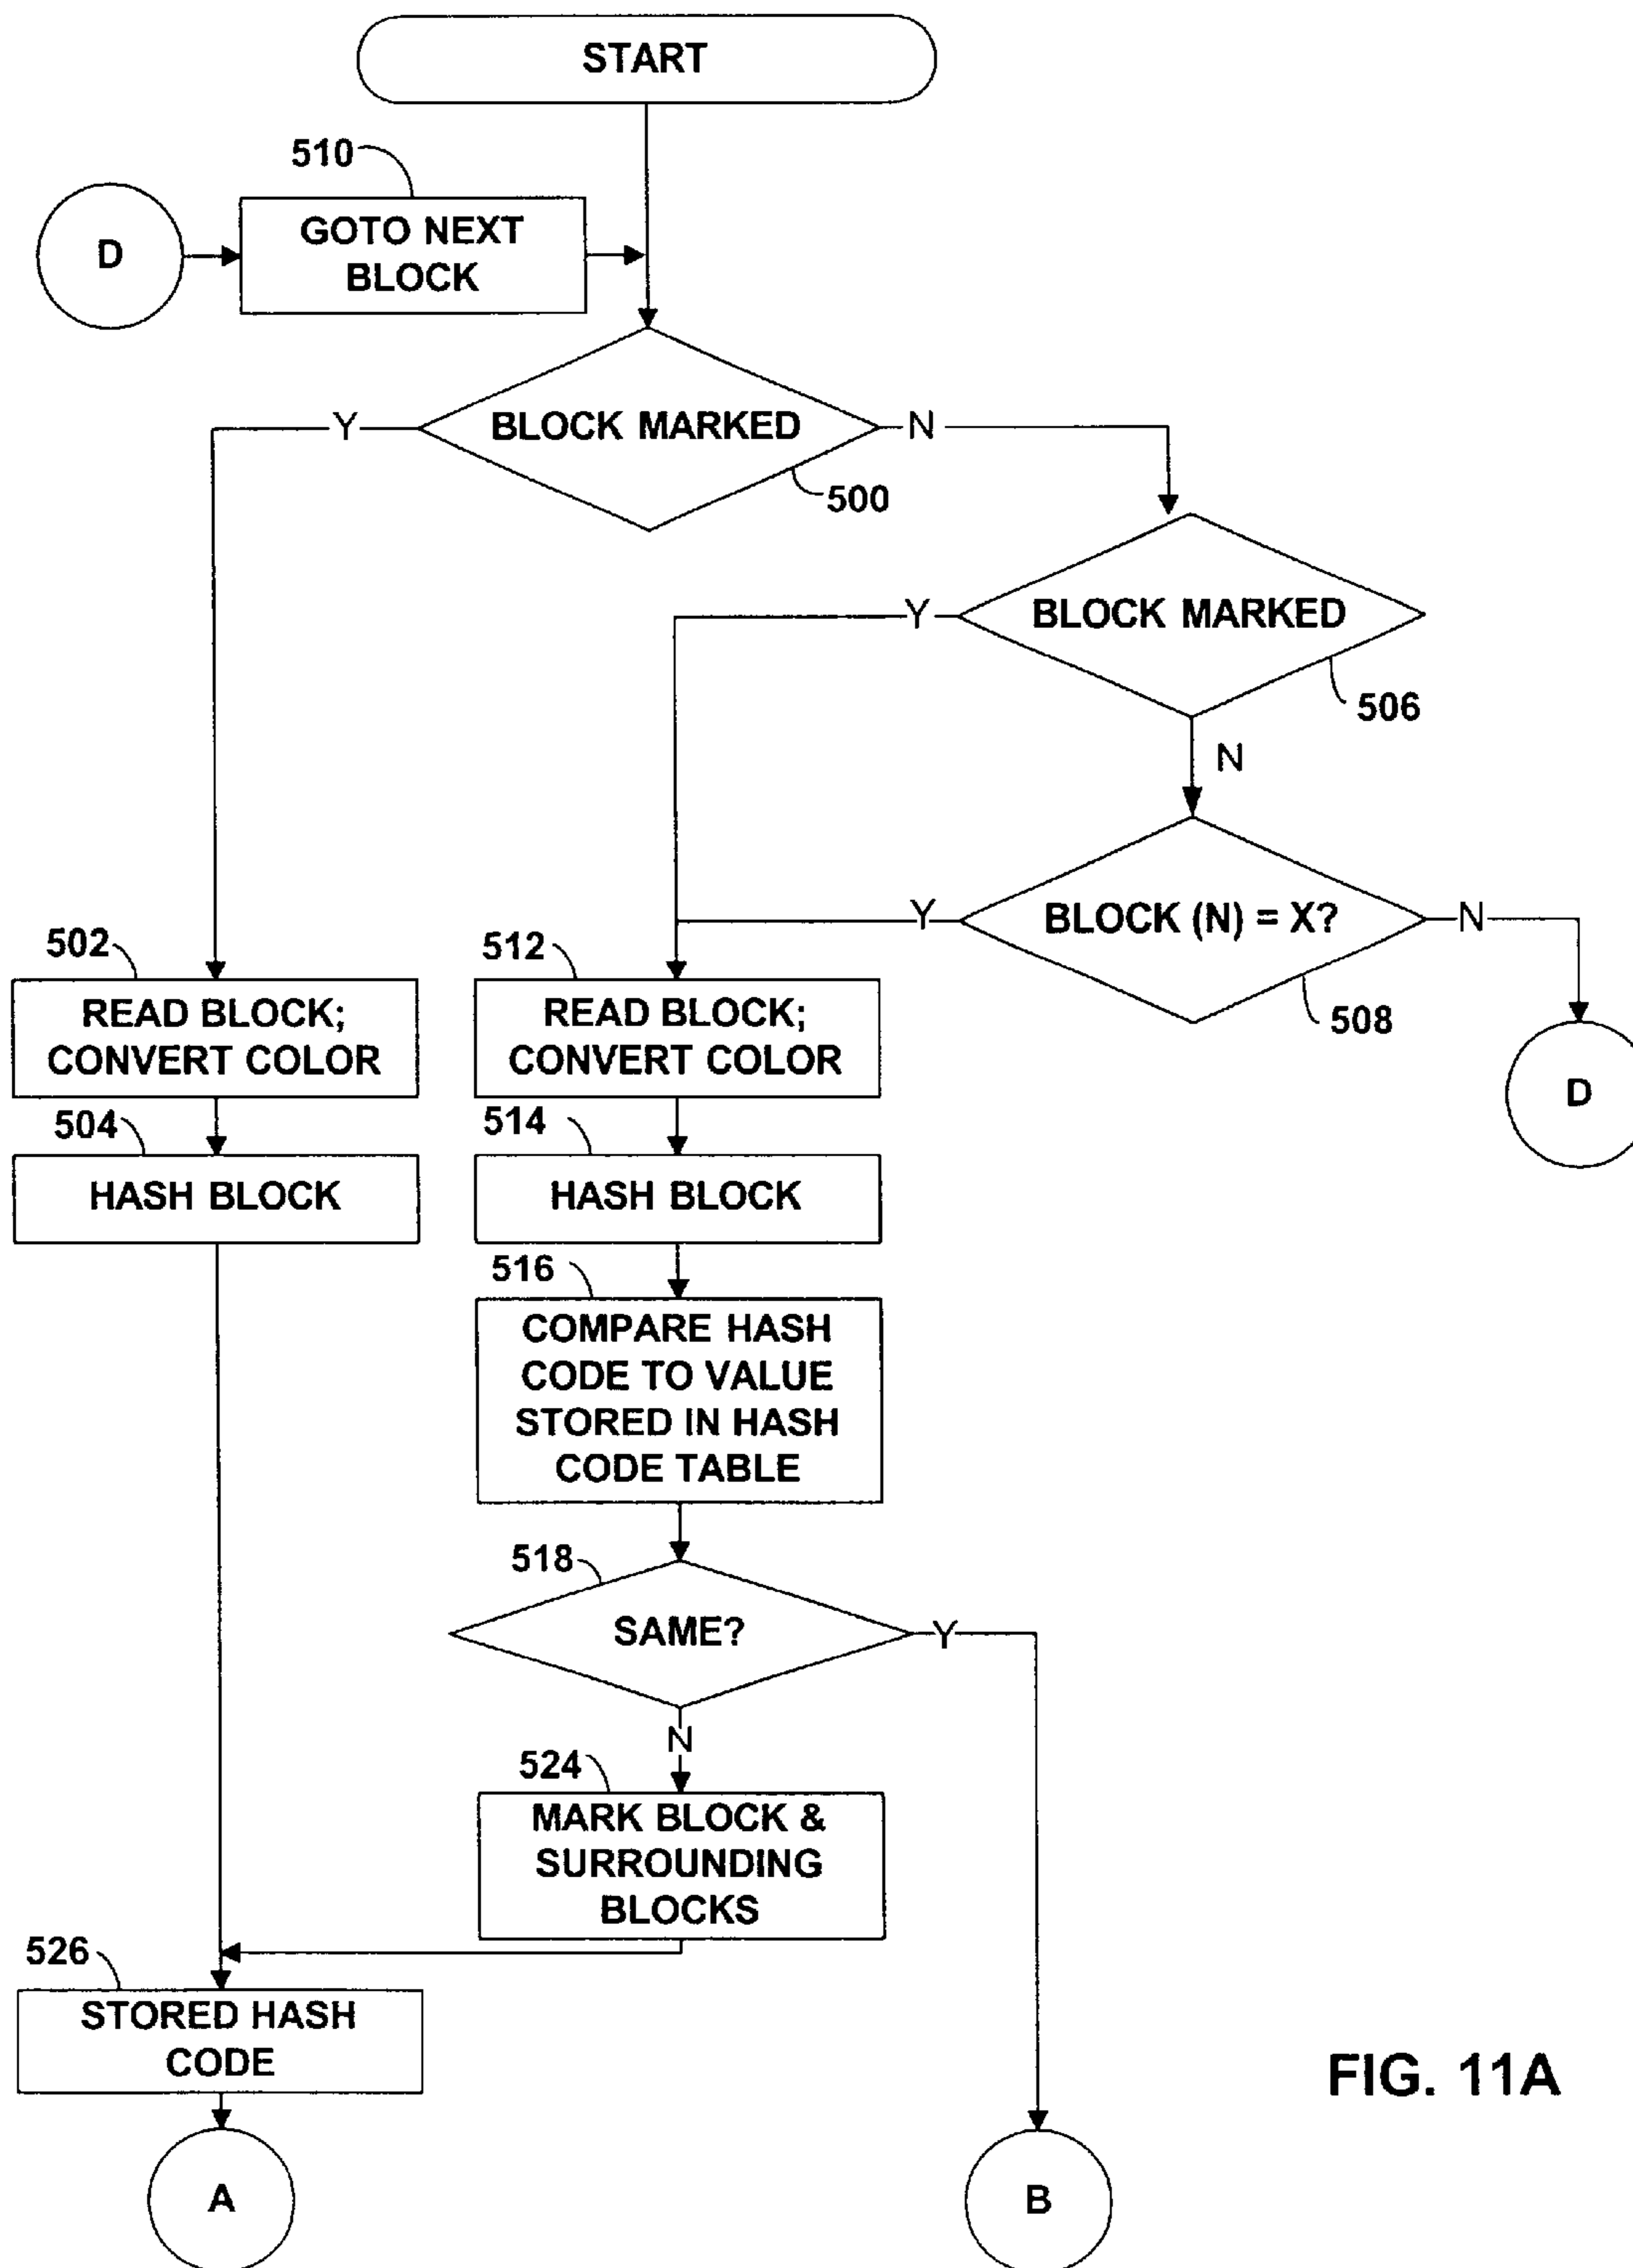 START
510
D
GOTO NEXT
BLOCK
Y
BLOCK MARKED
N
500
Y
BLOCK MARKED
506
N
Y
BLOCK (N) = X?
N
508
D
502
READ BLOCK;
CONVERT COLOR
512
READ BLOCK;
CONVERT COLOR
504
HASH BLOCK
514
HASH BLOCK
516
COMPARE HASH
CODE TO VALUE
STORED IN HASH
CODE TABLE
518
SAME?
Y
N
524
MARK BLOCK &
SURROUNDING
BLOCKS
526
STORED HASH
CODE
A
B
FIG. 11A